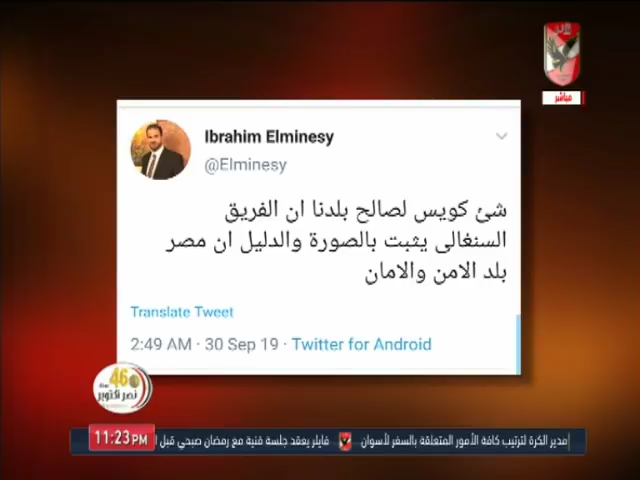 مباشر
Ibrahim Elminesy
@Elminesy
شئ كويس لصالح بلدنا ان الفريق
السنغالى يثبت بالصورة والدليل ان مصر
بلد الامن والامان
Translate Tweet
2:49 AM · 30 Sep 19 · Twitter for Android
46 سنة
نصر أكتوبر
11:23 PM
مدير الكرة لترتيب كافة الأمور المتعلقة بالسفر لأسوان
فايلر يعقد جلسة فنية مع رمضان صبحي قبل